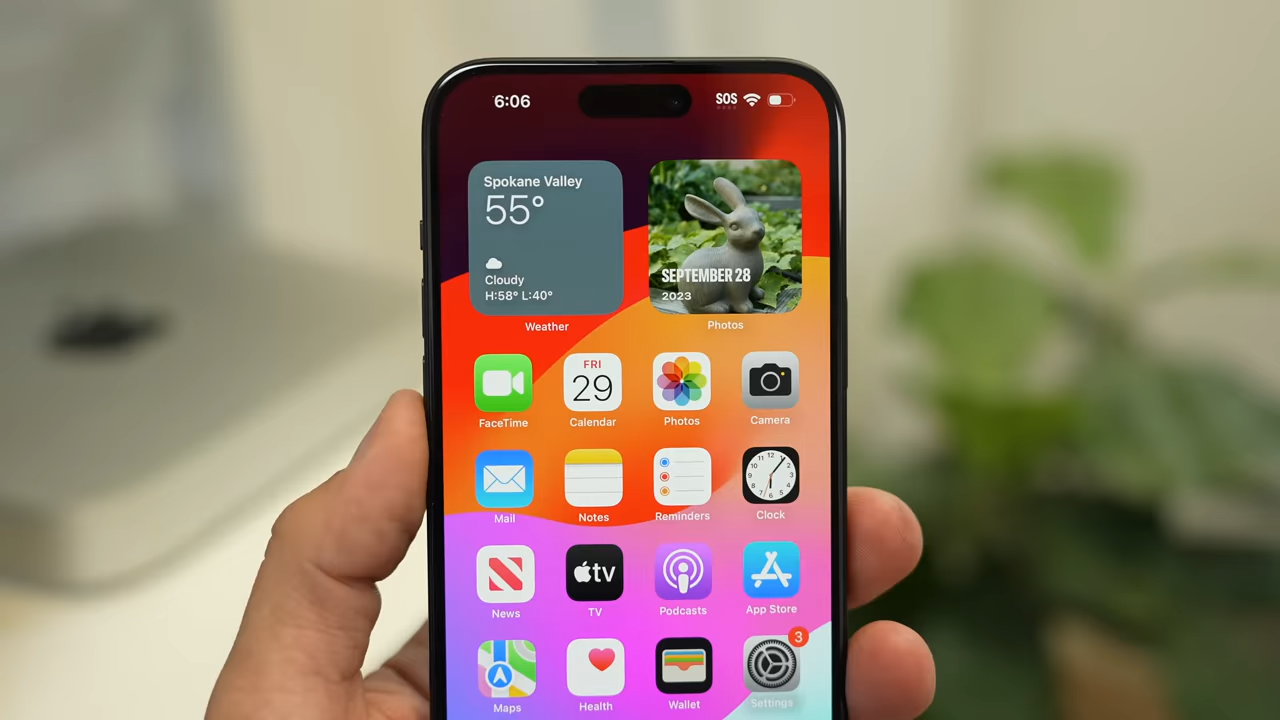 6:06
SOS
Spokane Valley
55°
Cloudy
H:58° L:40°
Weather
SEPTEMBER 28
2023
Photos
FaceTime
FRI
29
Calendar
Photos
Camera
Mail
Notes
Reminders
Clock
News
tv
TV
Podcasts
App Store
Maps
Health
Wallet
3
Settings